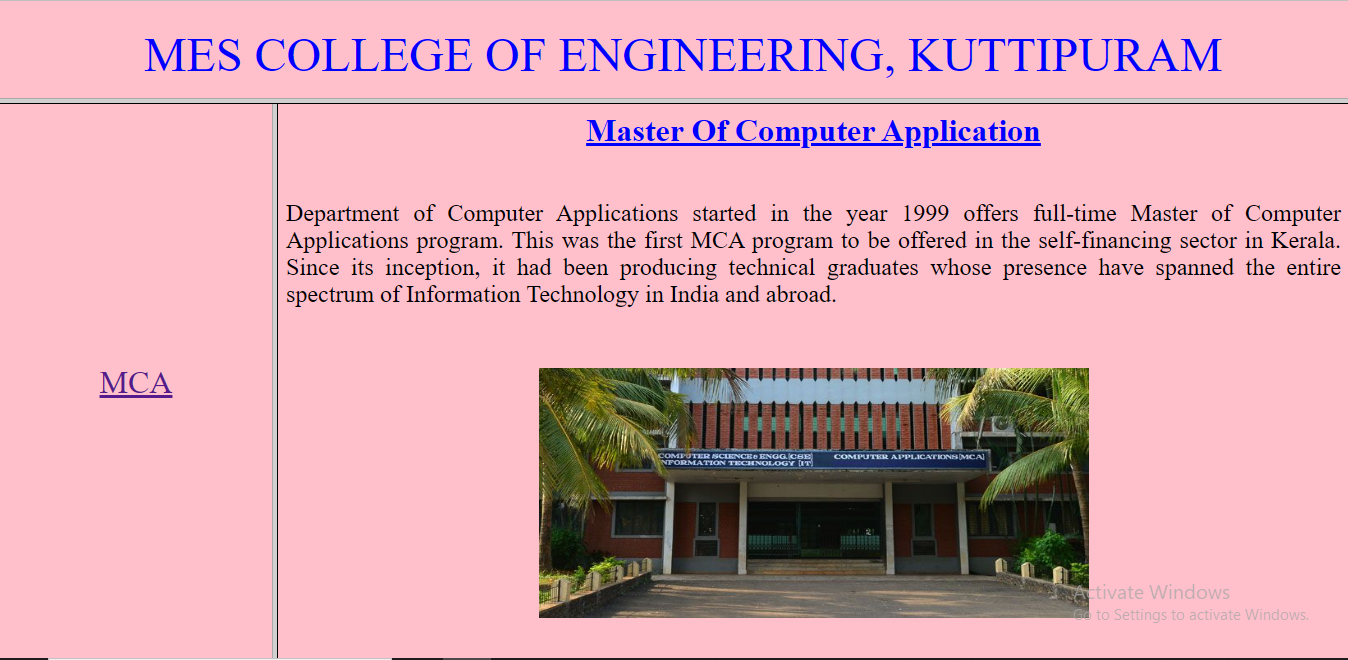 MES COLLEGE OF ENGINEERING, KUTTIPURAM
MCA
Master Of Computer Application
Department of Computer Applications started in the year 1999 offers full-time Master of Computer
Applications program. This was the first MCA program to be offered in the self-financing sector in Kerala.
Since its inception, it had been producing technical graduates whose presence have spanned the entire
spectrum of Information Technology in India and abroad.
COMPUTER SCIENCE & ENGG.[CSE] COMPUTER APPLICATIONS[MCA]
INFORMATION TECHNOLOGY [IT]
Activate Windows
Go to Settings to activate Windows.